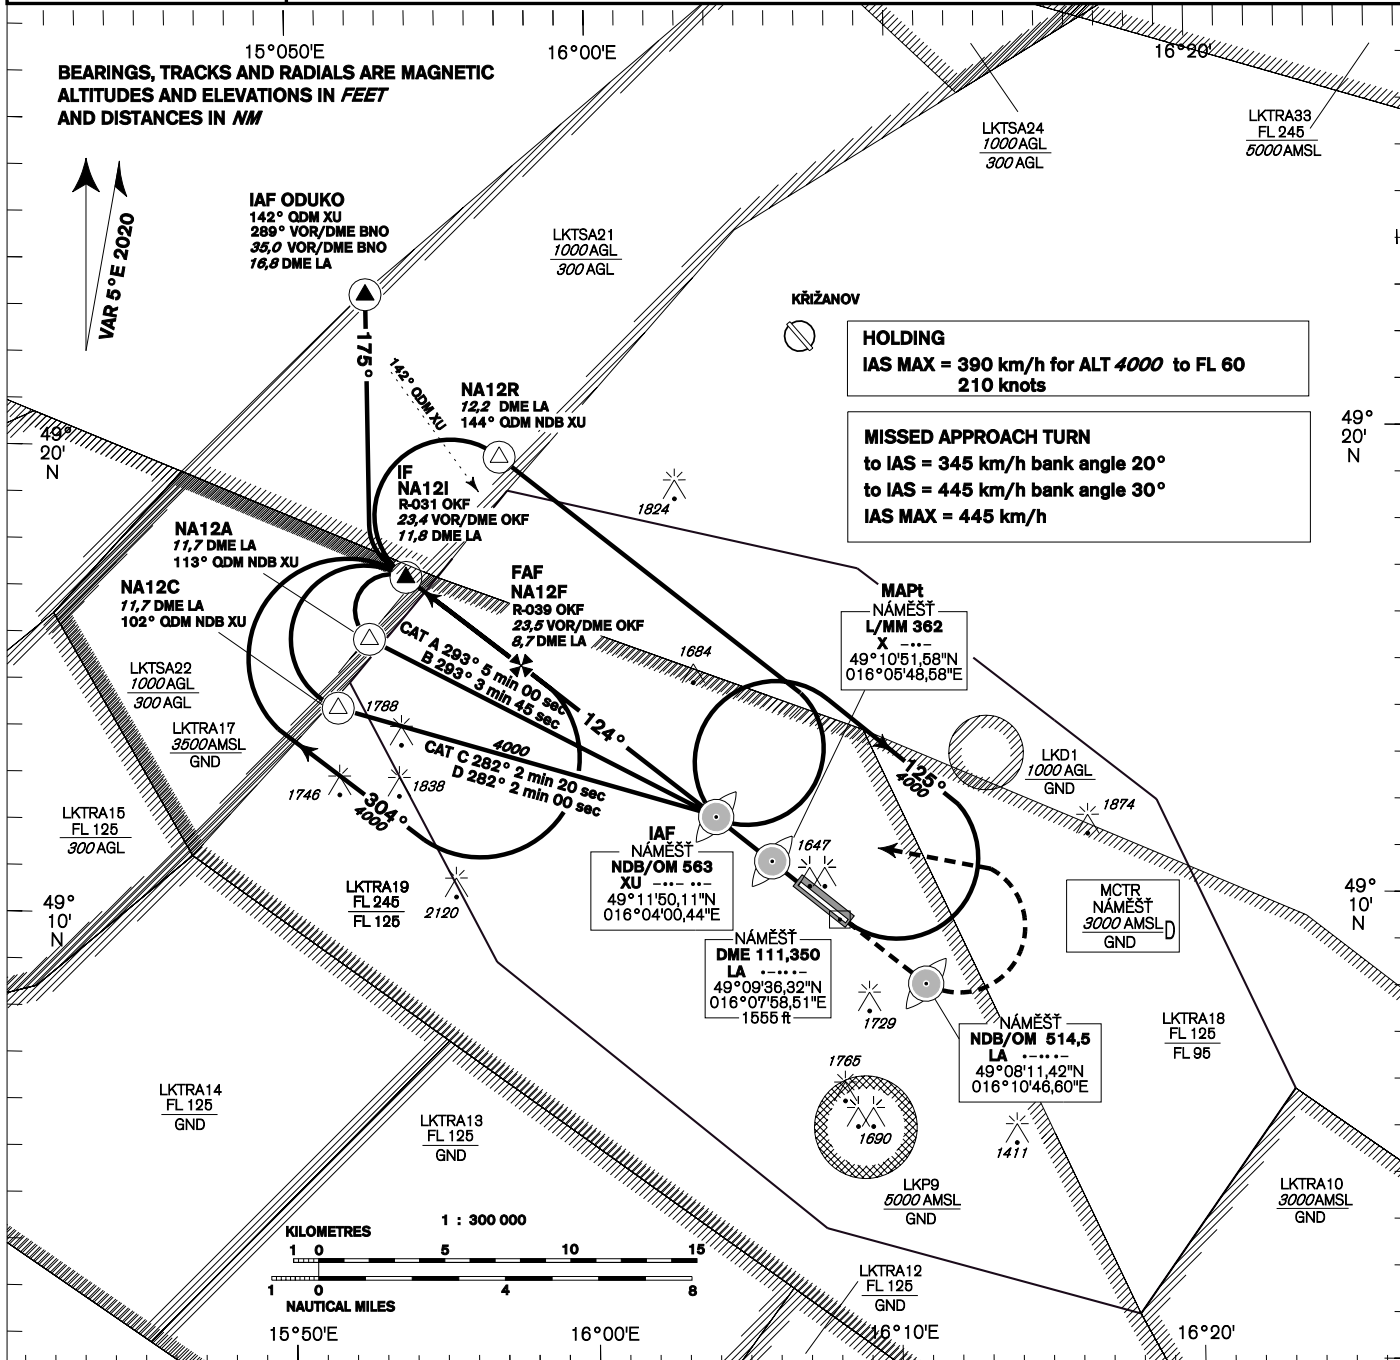 15°050'E
16°00'E
16°20'
BEARINGS, TRACKS AND RADIALS ARE MAGNETIC
ALTITUDES AND ELEVATIONS IN FEET
AND DISTANCES IN NM
VAR 5°E 2020
LKTSA24
1000 AGL
300 AGL
LKTRA33
FL 245
5000 AMSL
IAF ODUKO
142° QDM XU
289° VOR/DME BNO
35,0 VOR/DME BNO
16,8 DME LA
LKTSA21
1000 AGL
300 AGL
KŘIŽANOV
HOLDING
IAS MAX = 390 km/h for ALT 4000 to FL 60
210 knots
175°
142° QDM XU
NA12R
12,2 DME LA
144° QDM NDB XU
MISSED APPROACH TURN
to IAS = 345 km/h bank angle 20°
to IAS = 445 km/h bank angle 30°
IAS MAX = 445 km/h
49°
20'
N
49°
20'
N
IF
NA12I
R-031 OKF
23,4 VOR/DME OKF
11,8 DME LA
1824
NA12A
11,7 DME LA
113° QDM NDB XU
NA12C
11,7 DME LA
102° QDM NDB XU
FAF
NA12F
R-039 OKF
23,5 VOR/DME OKF
8,7 DME LA
MAPt
NÁMĚŠŤ
L/MM 362
X -··-
49°10'51,58"N
016°05'48,58"E
1684
CAT A 293° 5 min 00 sec
B 293° 3 min 45 sec
124°
LKTSA22
1000 AGL
300 AGL
LKTRA17
3500 AMSL
GND
1788
4000
CAT C 282° 2 min 20 sec
D 282° 2 min 00 sec
1746
1838
304°
4000
125°
4000
LKD1
1000 AGL
GND
1874
LKTRA15
FL 125
300 AGL
IAF
NÁMĚŠŤ
NDB/OM 563
XU -··- ··-
49°11'50,11"N
016°04'00,44"E
1647
LKTRA19
FL 245
FL 125
2120
49°
10'
N
49°
10'
N
MCTR
NÁMĚŠŤ
3000 AMSL
GND
D
NÁMĚŠŤ
DME 111,350
LA ·-·· ·-
49°09'36,32"N
016°07'58,51"E
1555 ft
1729
NÁMĚŠŤ
NDB/OM 514,5
LA ·-·· ·-
49°08'11,42"N
016°10'46,60"E
LKTRA18
FL 125
FL 95
1765
1690
1411
LKTRA14
FL 125
GND
LKTRA13
FL 125
GND
LKP9
5000 AMSL
GND
LKTRA10
3000 AMSL
GND
1 : 300 000
KILOMETRES
1 0 5 10 15
1 0 4 8
NAUTICAL MILES
LKTRA12
FL 125
GND
15°50'E
16°00'E
16°10'E
16°20'